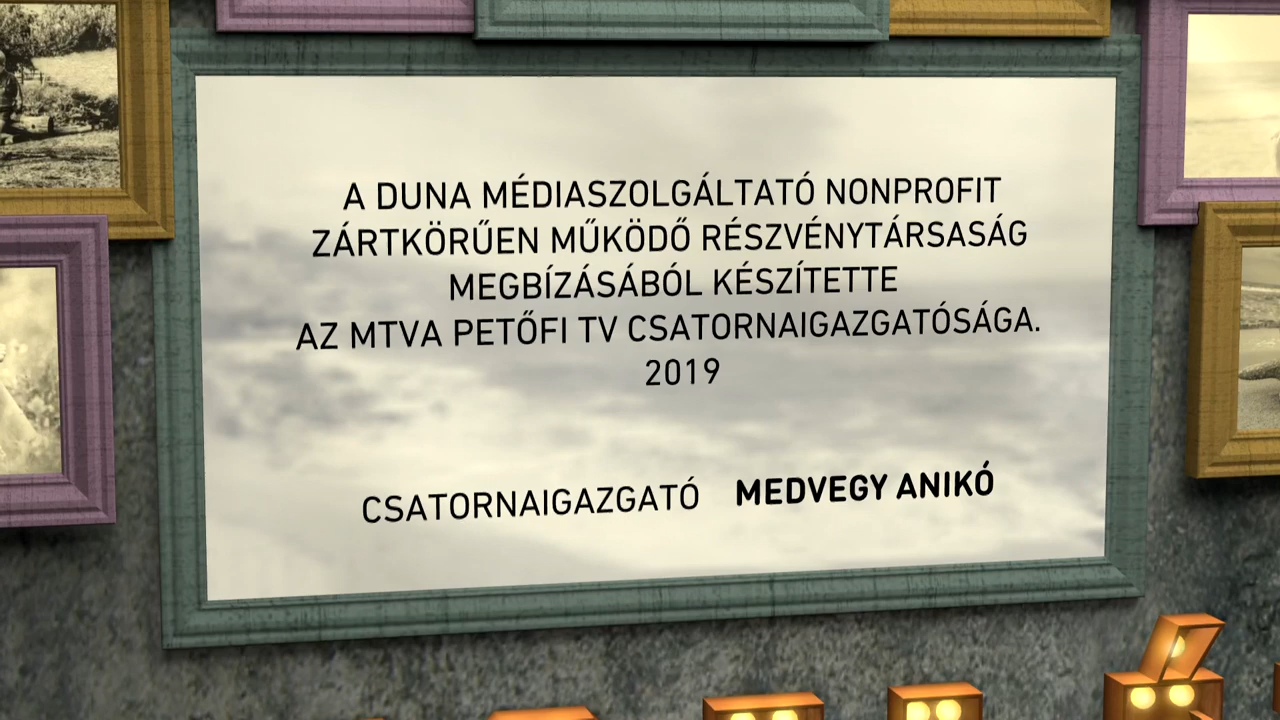 A DUNA MÉDIASZOLGÁLTATÓ NONPROFIT
ZÁRTKÖRŰEN MŰKÖDŐ RÉSZVÉNYTÁRSASÁG
MEGBÍZÁSÁBÓL KÉSZÍTETTE
AZ MTVA PETŐFI TV CSATORNAIGAZGATÓSÁGA.
2019
CSATORNAIGAZGATÓ MEDVEGY ANIKÓ